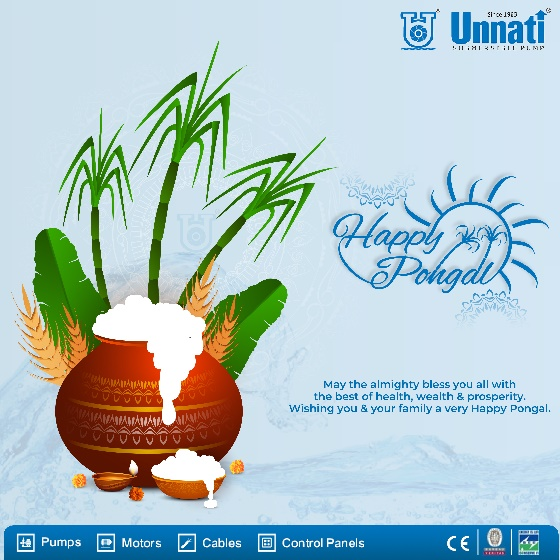 Since 1963
Unnati®
SUBMERSIBLE PUMP
Happy
Pongal
May the almighty bless you all with
the best of health, wealth & prosperity.
Wishing you & your family a very Happy Pongal.
Pumps Motors Cables Control Panels CE